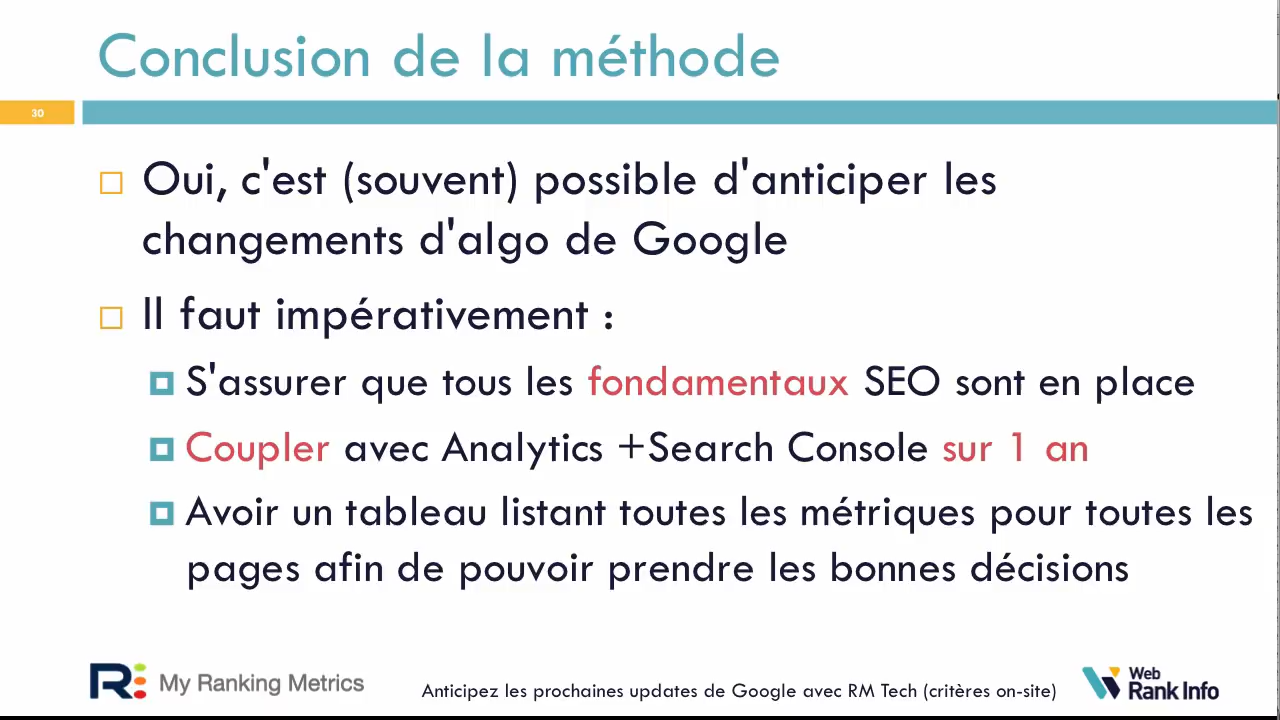 Conclusion de la méthode
30
Oui, c'est (souvent) possible d'anticiper les
changements d'algo de Google
Il faut impérativement :
S'assurer que tous les fondamentaux SEO sont en place
Coupler avec Analytics +Search Console sur 1 an
Avoir un tableau listant toutes les métriques pour toutes les
pages afin de pouvoir prendre les bonnes décisions
My Ranking Metrics
Anticipez les prochaines updates de Google avec RM Tech (critères on-site)
Web
Rank Info